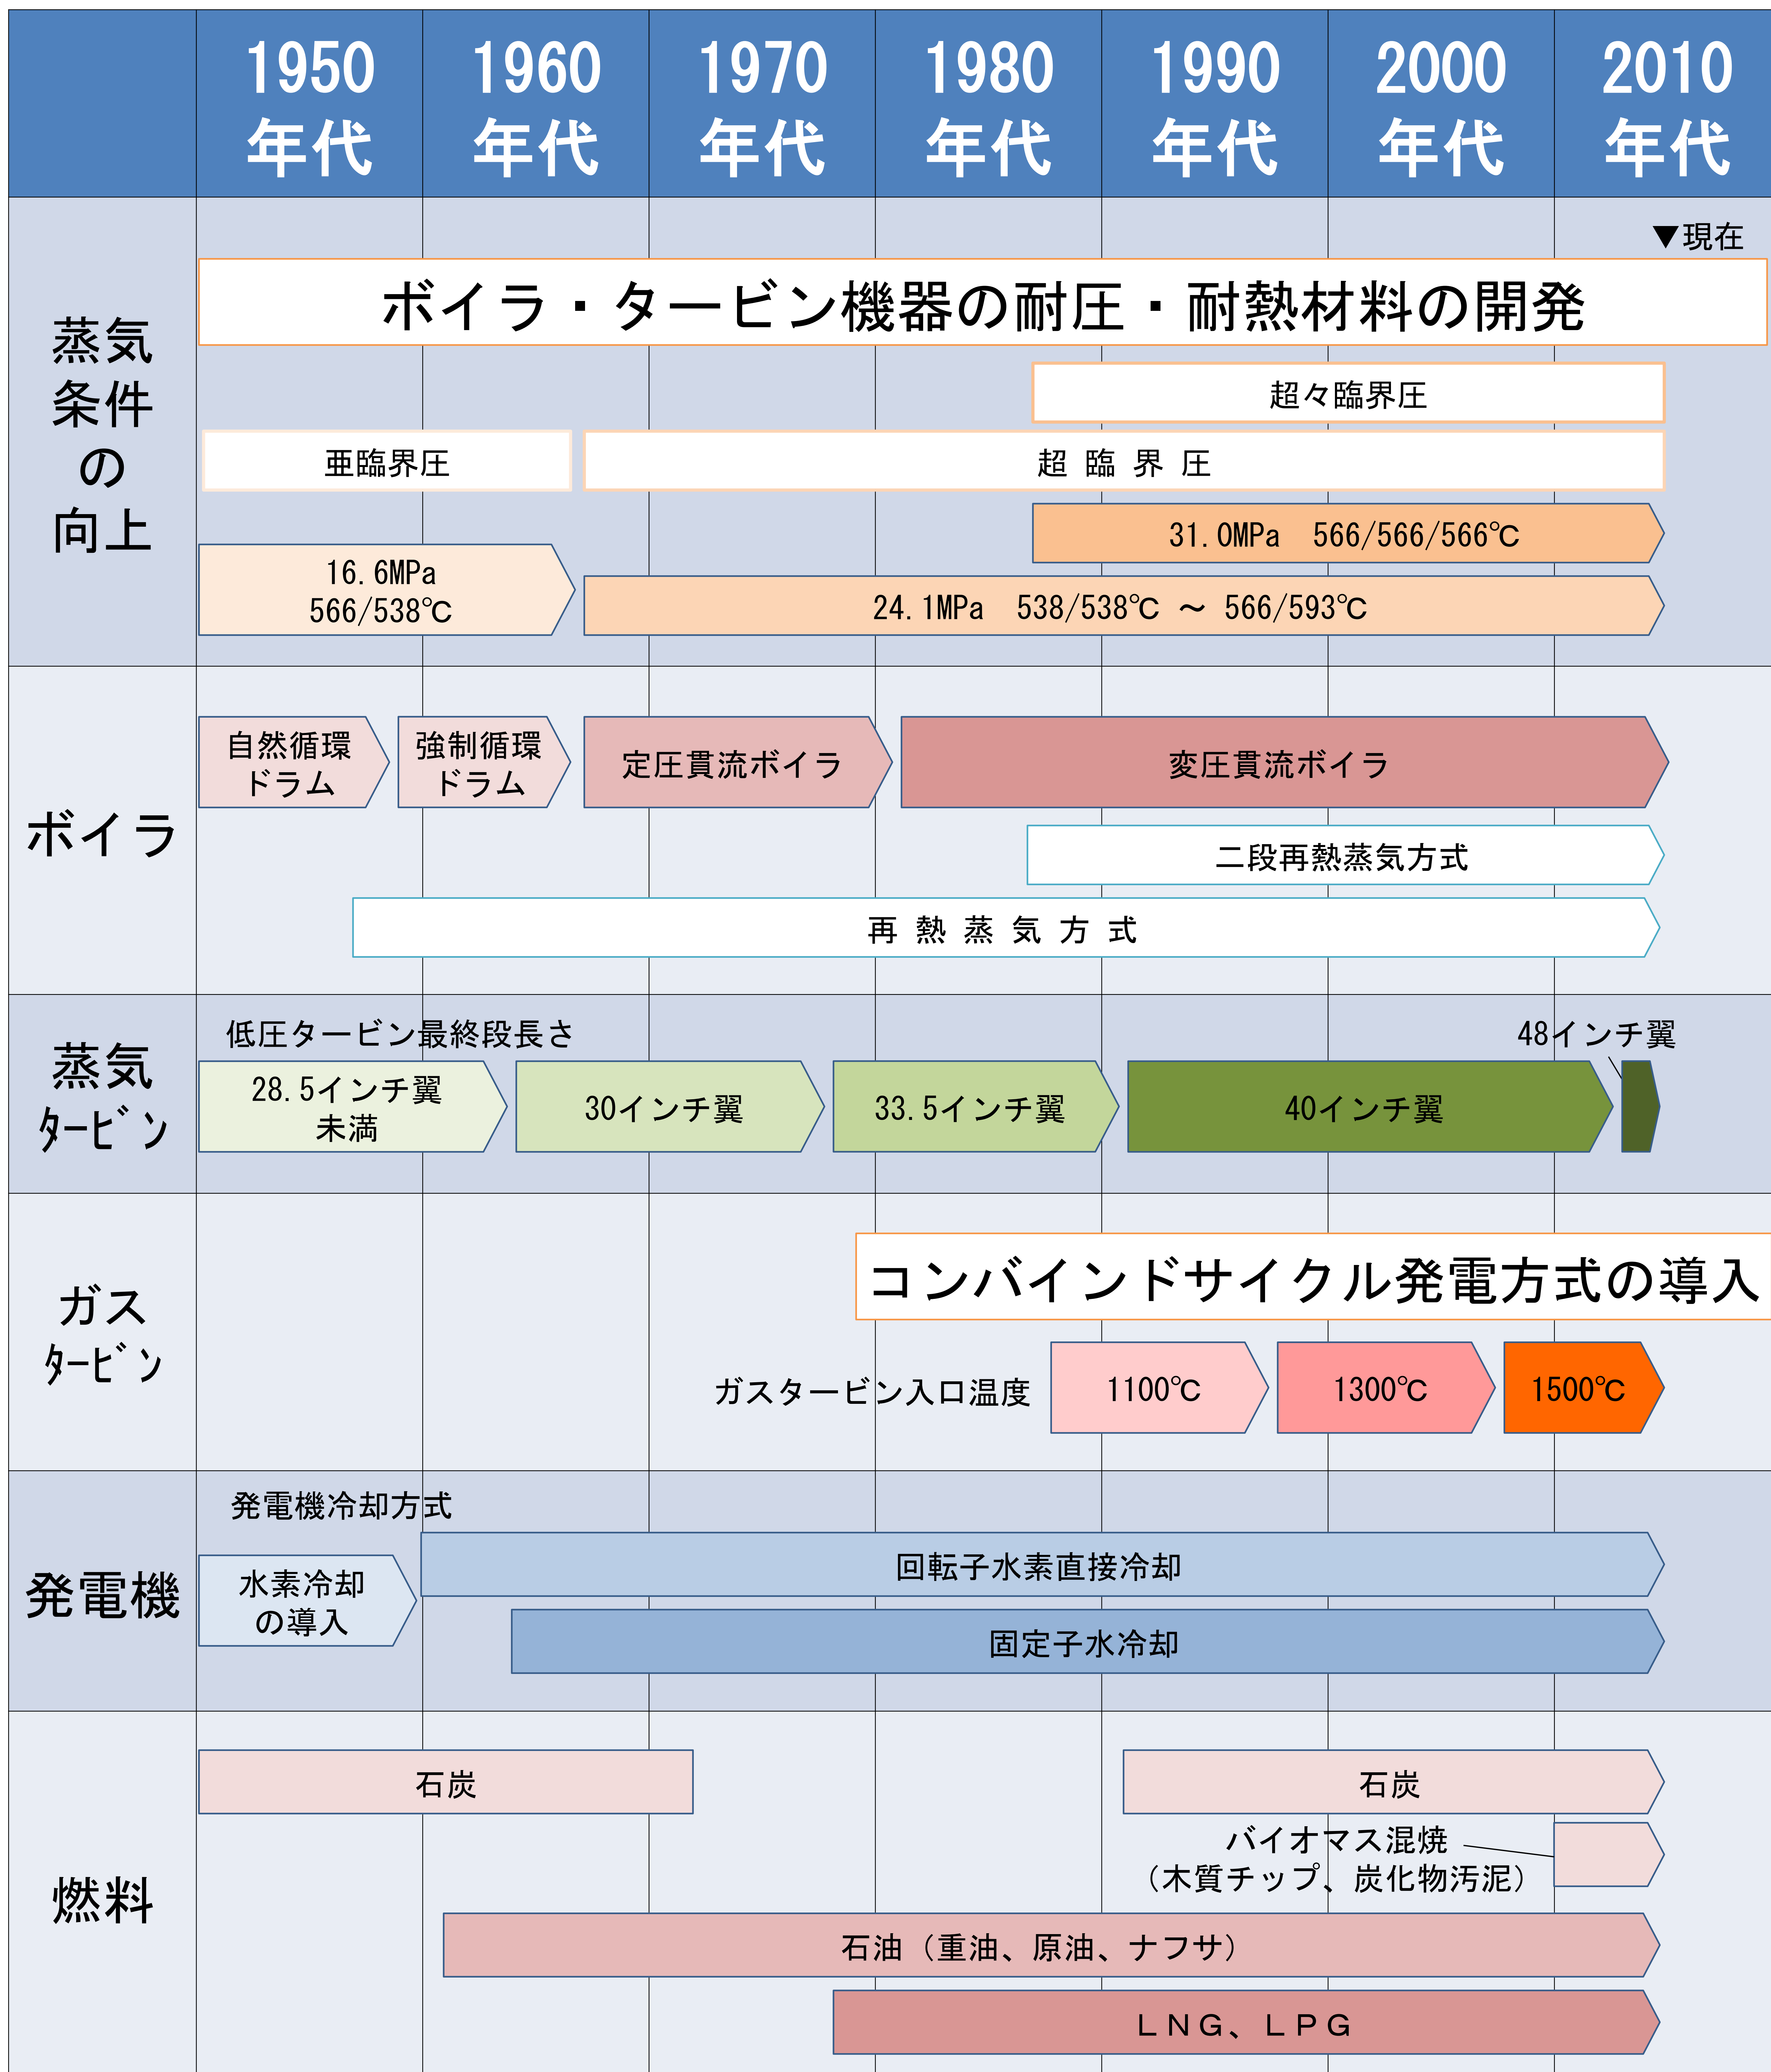 1950
年代
1960
年代
1970
年代
1980
年代
1990
年代
2000
年代
2010
年代
蒸気
条件
の
向上
▼現在
ボイラ・タービン機器の耐圧・耐熱材料の開発
超々臨界圧
亜臨界圧
超 臨 界 圧
31.0MPa 566/566/566℃
16.6MPa
566/538℃
24.1MPa 538/538℃ ～ 566/593℃
ボイラ
自然循環
ドラム
強制循環
ドラム
定圧貫流ボイラ
変圧貫流ボイラ
二段再熱蒸気方式
再 熱 蒸 気 方 式
蒸気
ﾀｰﾋﾞﾝ
低圧タービン最終段長さ
48インチ翼
28.5インチ翼
未満
30インチ翼
33.5インチ翼
40インチ翼
ガス
ﾀｰﾋﾞﾝ
コンバインドサイクル発電方式の導入
ガスタービン入口温度
1100℃
1300℃
1500℃
発電機
発電機冷却方式
水素冷却
の導入
回転子水素直接冷却
固定子水冷却
燃料
石炭
石炭
バイオマス混焼
（木質チップ、炭化物汚泥）
石油（重油、原油、ナフサ）
ＬＮＧ、ＬＰＧ